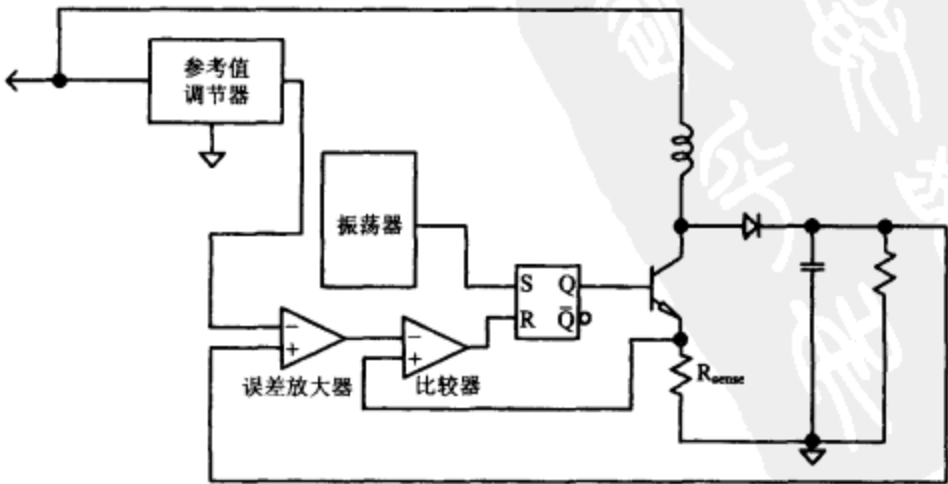 参考值
调节器
振荡器
S Q
R Q̄
- +
误差放大器
- +
比较器
Rsense